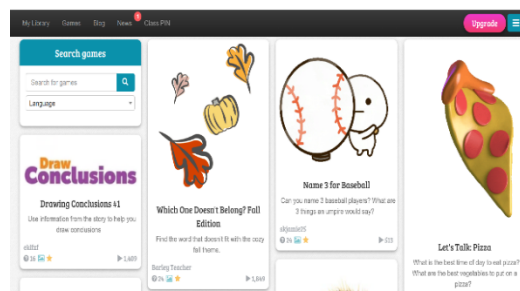 My Library Games Blog News Class PIN
Upgrade
Search games
Search for games
Language
Draw
Conclusions
Drawing Conclusions #1
Use information from the story to help you
draw conclusions
16
Which One Doesn't Belong? Fall
Edition
Find the word that doesn't fit with the cozy
fall theme.
Barley Teacher
Name 3 for Baseball
Can you name 3 baseball players? What are
3 things an umpire would say?
Let's Talk: Pizza
What is the best time of day to eat pizza?
What are the best vegetables to put on a
pizza?